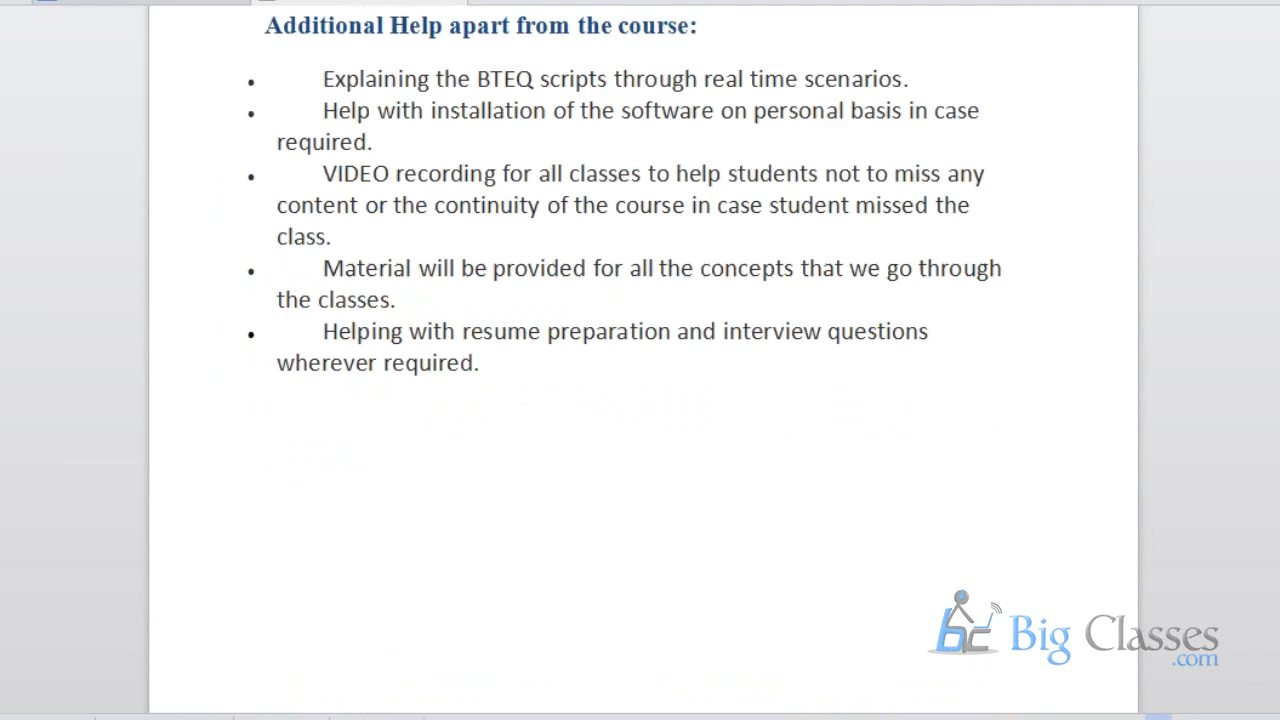 Additional Help apart from the course:
• Explaining the BTEQ scripts through real time scenarios.
• Help with installation of the software on personal basis in case
required.
• VIDEO recording for all classes to help students not to miss any
content or the continuity of the course in case student missed the
class.
• Material will be provided for all the concepts that we go through
the classes.
• Helping with resume preparation and interview questions
wherever required.
bc Big Classes
.com